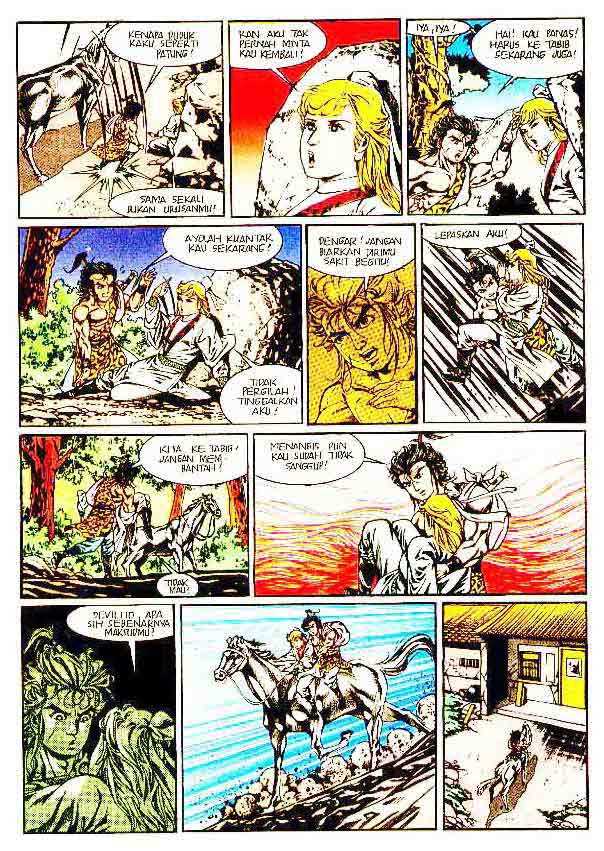 KENAPA DUDUK
KAKU SEPERTI
PATUNG!
SAMA SEKALI
BUKAN URUSANMU!
KAN AKU TAK
PERNAH MINTA
KAU KEMBALI!
IYA, IYA!
HAI! KAU PANAS!
HARUS KE TABIB
SEKARANG JUGA!
AYOLAH KUANTAR
KAU SEKARANG!
TIDAK
PERGILAH!
TINGGALKAN
AKU!
DENGAR! JANGAN
BIARKAN DIRIMU
SAKIT BEGITU!
LEPASKAN AKU!
KITA KE TABIB!
JANGAN MEM-
BANTAH!
TIDAK
MAU!
MENANGIS PUN
KAU SUDAH TIDAK
SANGGUP!
APA
SIH SEBENARNYA
MAKSUDMU?